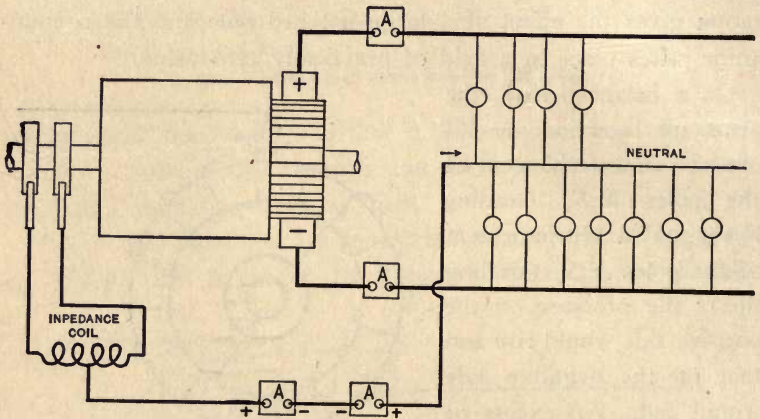 A
+
→
NEUTRAL
−
A
INPEDANCE
COIL
+ A − − A +